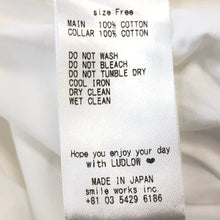 size Free
MAIN 100% COTTON
COLLAR 100% COTTON
DO NOT WASH
DO NOT BLEACH
DO NOT TUMBLE DRY
COOL IRON
DRY CLEAN
WET CLEAN
Hope you enjoy your day
with LUDLOW ♥
MADE IN JAPAN
smile works inc.
+81 03 5429 6186